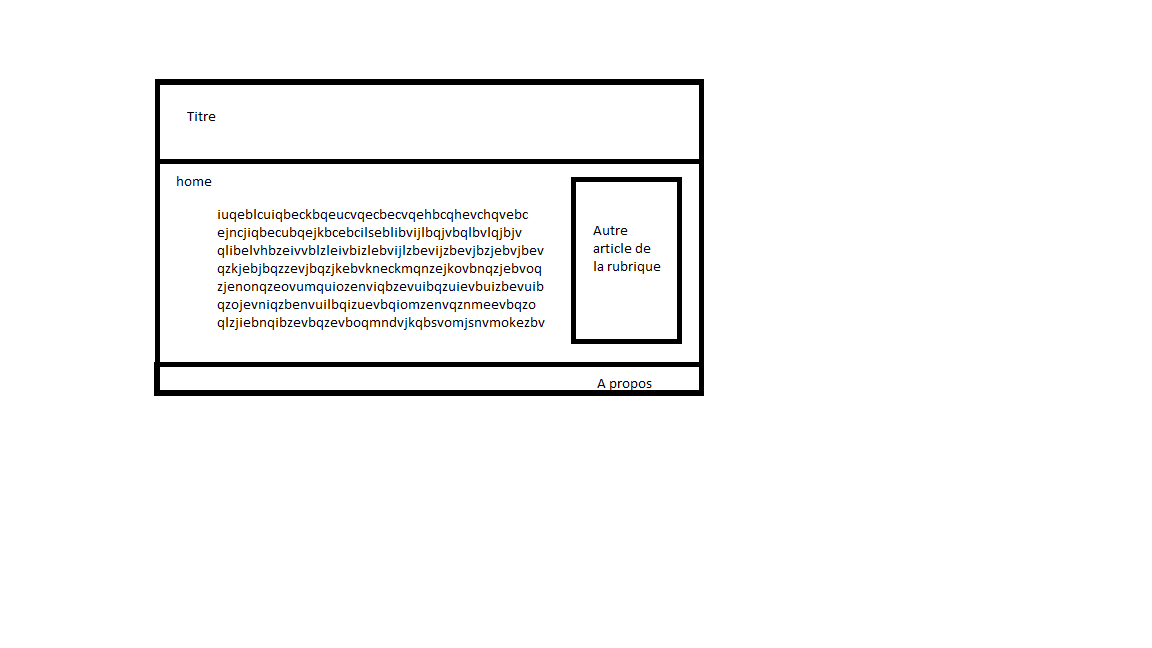 Titre
home
iuqeblcuiqbeckbqeucvqecbecvqehbcqhevchqvebc
ejncjiqbecubqejkbcebcilseblibvijlbqjvbqlbvlqjbjv
qlibelvhbzeivvblzleivbizlebvijlzbevijzbevjbzjebvjbev
qzkjebjbqzzevjbqzjkebvkneckmqnzejkovbnqzjebvoq
zjenonqzeovumquiozenviqbzevuibqzuievbuizbevuib
qzojevniqzbenvuilbqizuevbqiomzenvqznmeevbqzo
qlzjiebnqibzevbqzevboqmndvjkqbsvomjsnvmokezbv
Autre
article de
la rubrique
A propos